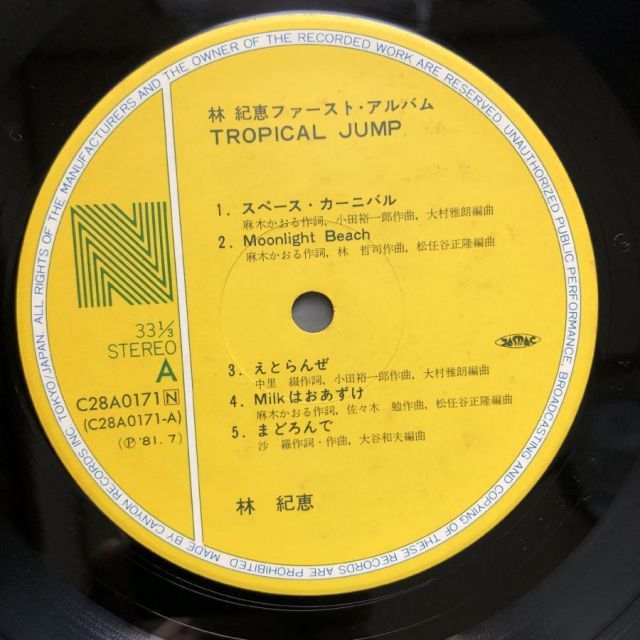 MADE BY CANYON RECORDS INC TOKYO/JAPAN. ALL RIGHTS OF THE MANUFACTURERS AND THE OWNER OF THE RECORDED WORK ARE RESERVED. UNAUTHORIZED PUBLIC PERFORMANCE, BROADCASTING AND COPYING OF THESE RECORDS ARE PROHIBITED
林 紀恵ファースト・アルバム
TROPICAL JUMP
1. スペース・カーニバル
麻木かおる作詞, 小田裕一郎作曲, 大村雅朗編曲
2. Moonlight Beach
麻木かおる作詞, 林 哲司作曲, 松任谷正隆編曲
N
33⅓
STEREO
A
C28A0171 N
(C28A0171-A)
(Ⓟ'81. 7)
JASRAC
3. えとらんぜ
中里 綴作詞, 小田裕一郎作曲, 大村雅朗編曲
4. Milkはおあずけ
麻木かおる作詞, 佐々木 勉作曲, 松任谷正隆編曲
5. まどろんで
沙 羅作詞・作曲, 大谷和夫編曲
林 紀恵